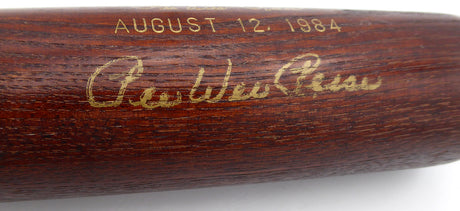 AUGUST 12, 1984
Pee Wee Reese